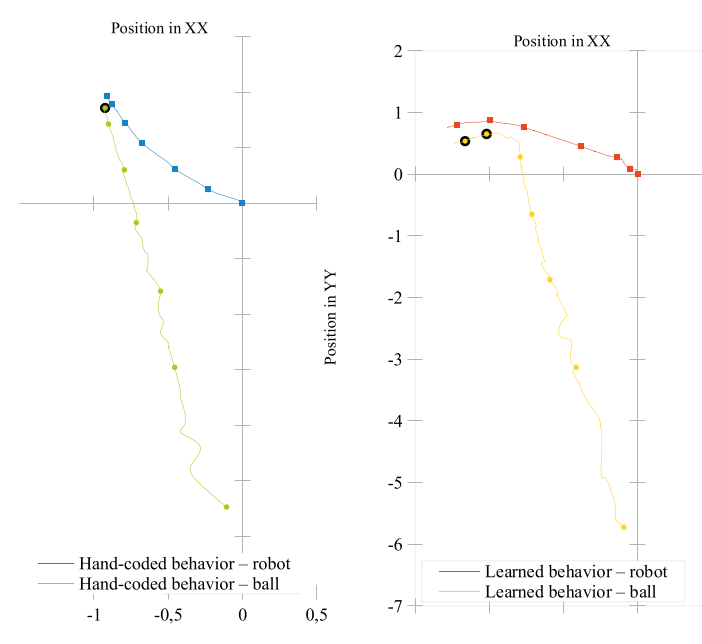 Position in XX
Hand-coded behavior – robot
Hand-coded behavior – ball
-1
-0,5
0
0,5
Position in YY
Position in XX
2
1
0
-1
-2
-3
-4
-5
-6
-7
Learned behavior – robot
Learned behavior – ball